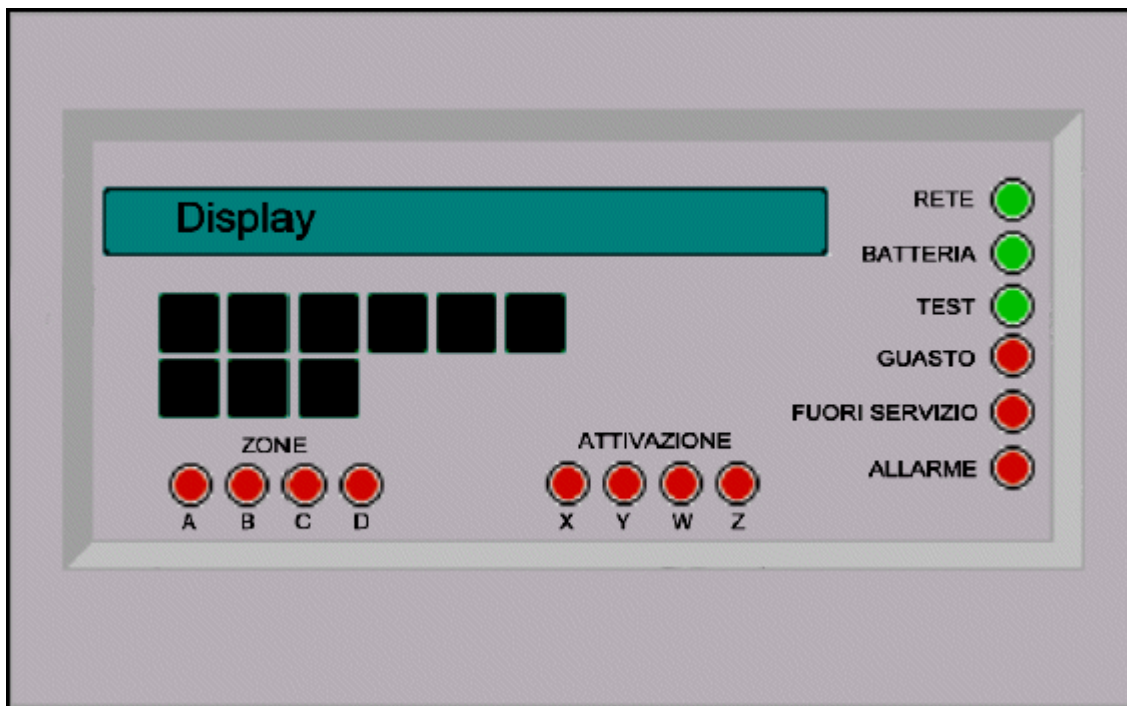 Display
RETE
BATTERIA
TEST
GUASTO
FUORI SERVIZIO
ALLARME
ZONE
A B C D
ATTIVAZIONE
X Y W Z